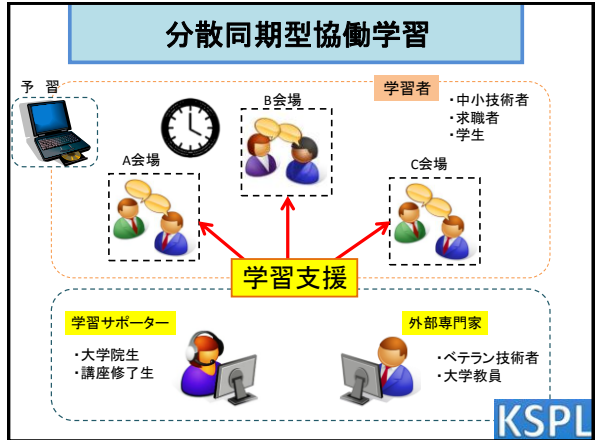 分散同期型協働学習
予　習
学習者
・中小技術者
・求職者
・学生
B会場
A会場
C会場
学習支援
学習サポーター
・大学院生
・講座修了生
外部専門家
・ベテラン技術者
・大学教員
KSPL